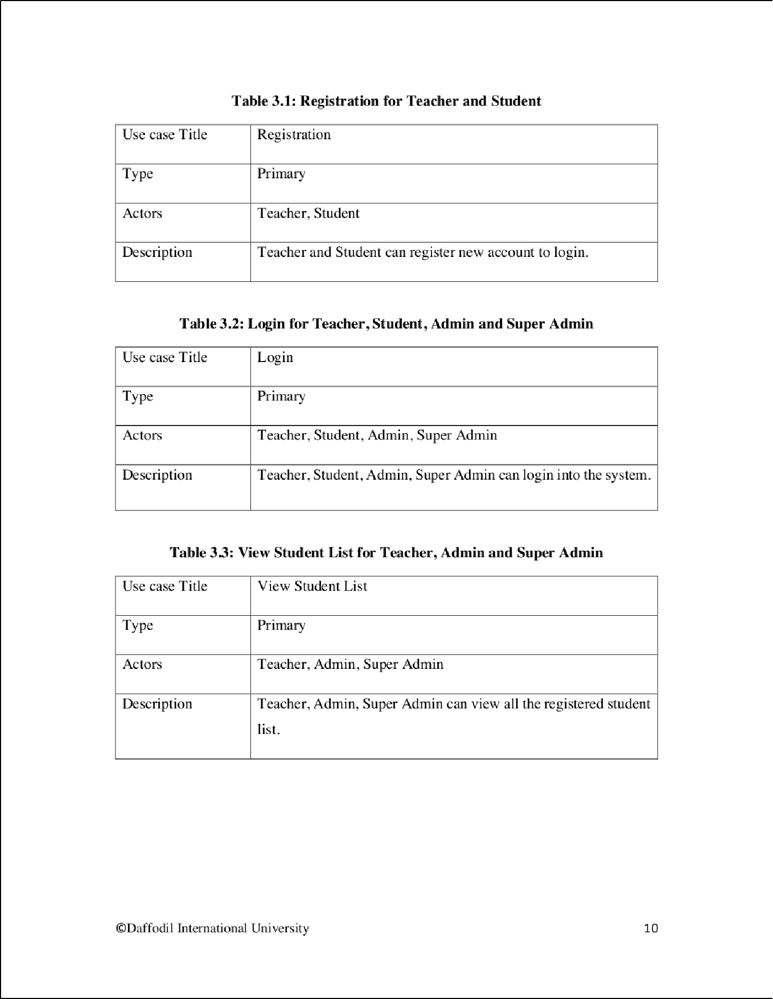 Table 3.1: Registration for Teacher and Student
Use case Title Registration
Type Primary
Actors Teacher, Student
Description Teacher and Student can register new account to login.
Table 3.2: Login for Teacher, Student, Admin and Super Admin
Use case Title Login
Type Primary
Actors Teacher, Student, Admin, Super Admin
Description Teacher, Student, Admin, Super Admin can login into the system.
Table 3.3: View Student List for Teacher, Admin and Super Admin
Use case Title View Student List
Type Primary
Actors Teacher, Admin, Super Admin
Description Teacher, Admin, Super Admin can view all the registered student
list.
©Daffodil International University 10